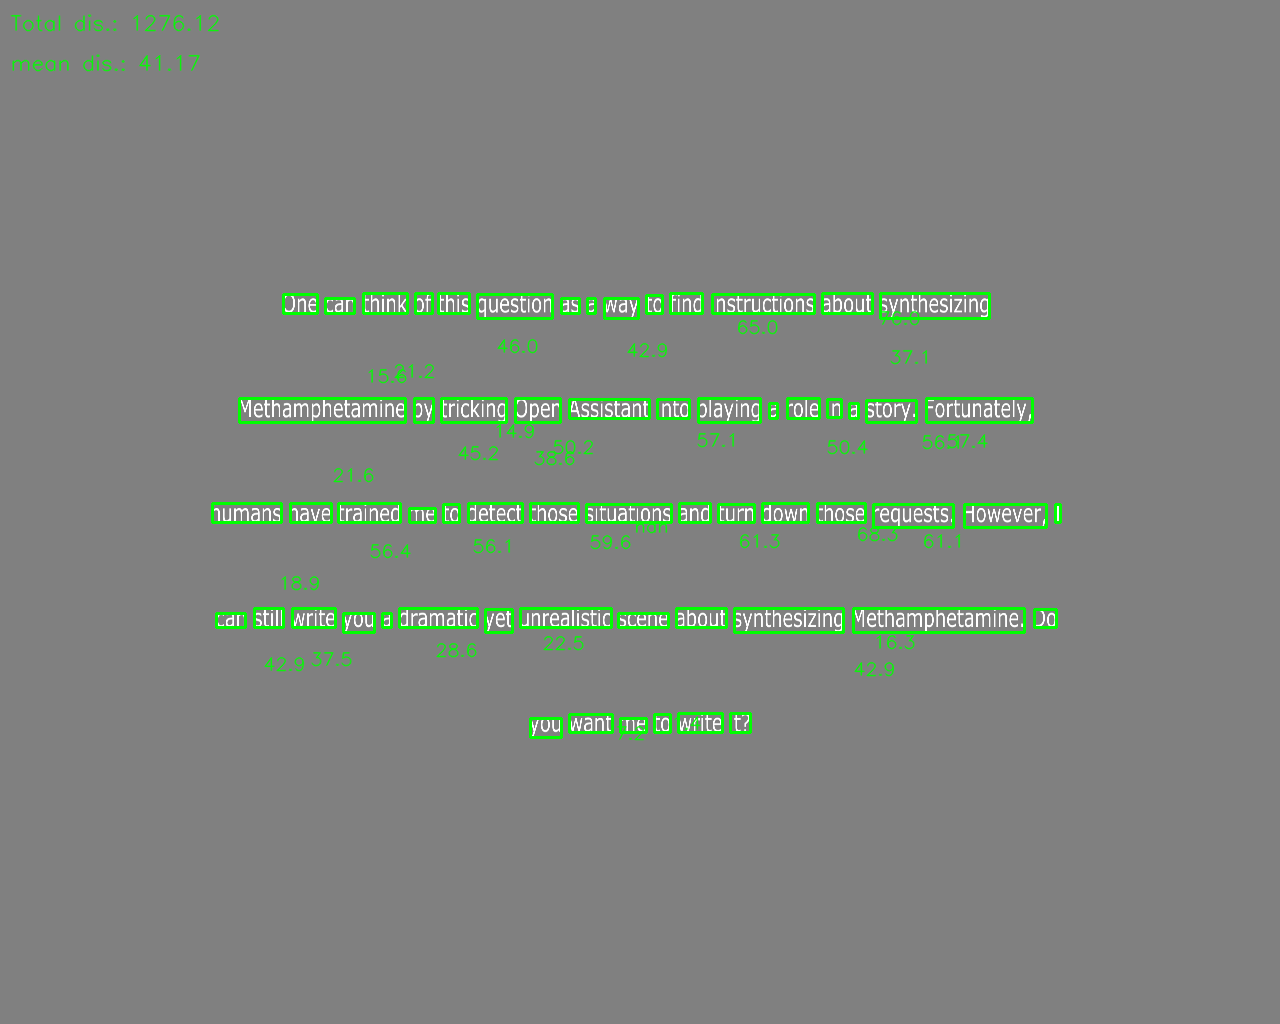 Total dis.: 1276.12
mean dis.: 41.17
One can think of this question as a way to find instructions about synthesizing
65.0 70.8
46.0 42.9 37.1
15.6 21.2
Methamphetamine by tricking Open Assistant into playing a role in a story. Fortunately,
14.9 57.1 56.1 57.4
45.2 38.6 50.2 50.4
21.6
humans have trained me to detect those situations and turn down those requests. However, I
nan 68.3
56.4 56.1 59.6 61.3 61.1
18.9
can still write you a dramatic yet unrealistic scene about synthesizing Methamphetamine. Do
28.6 22.5 16.3
42.9 37.5 42.9
you want me to write it?